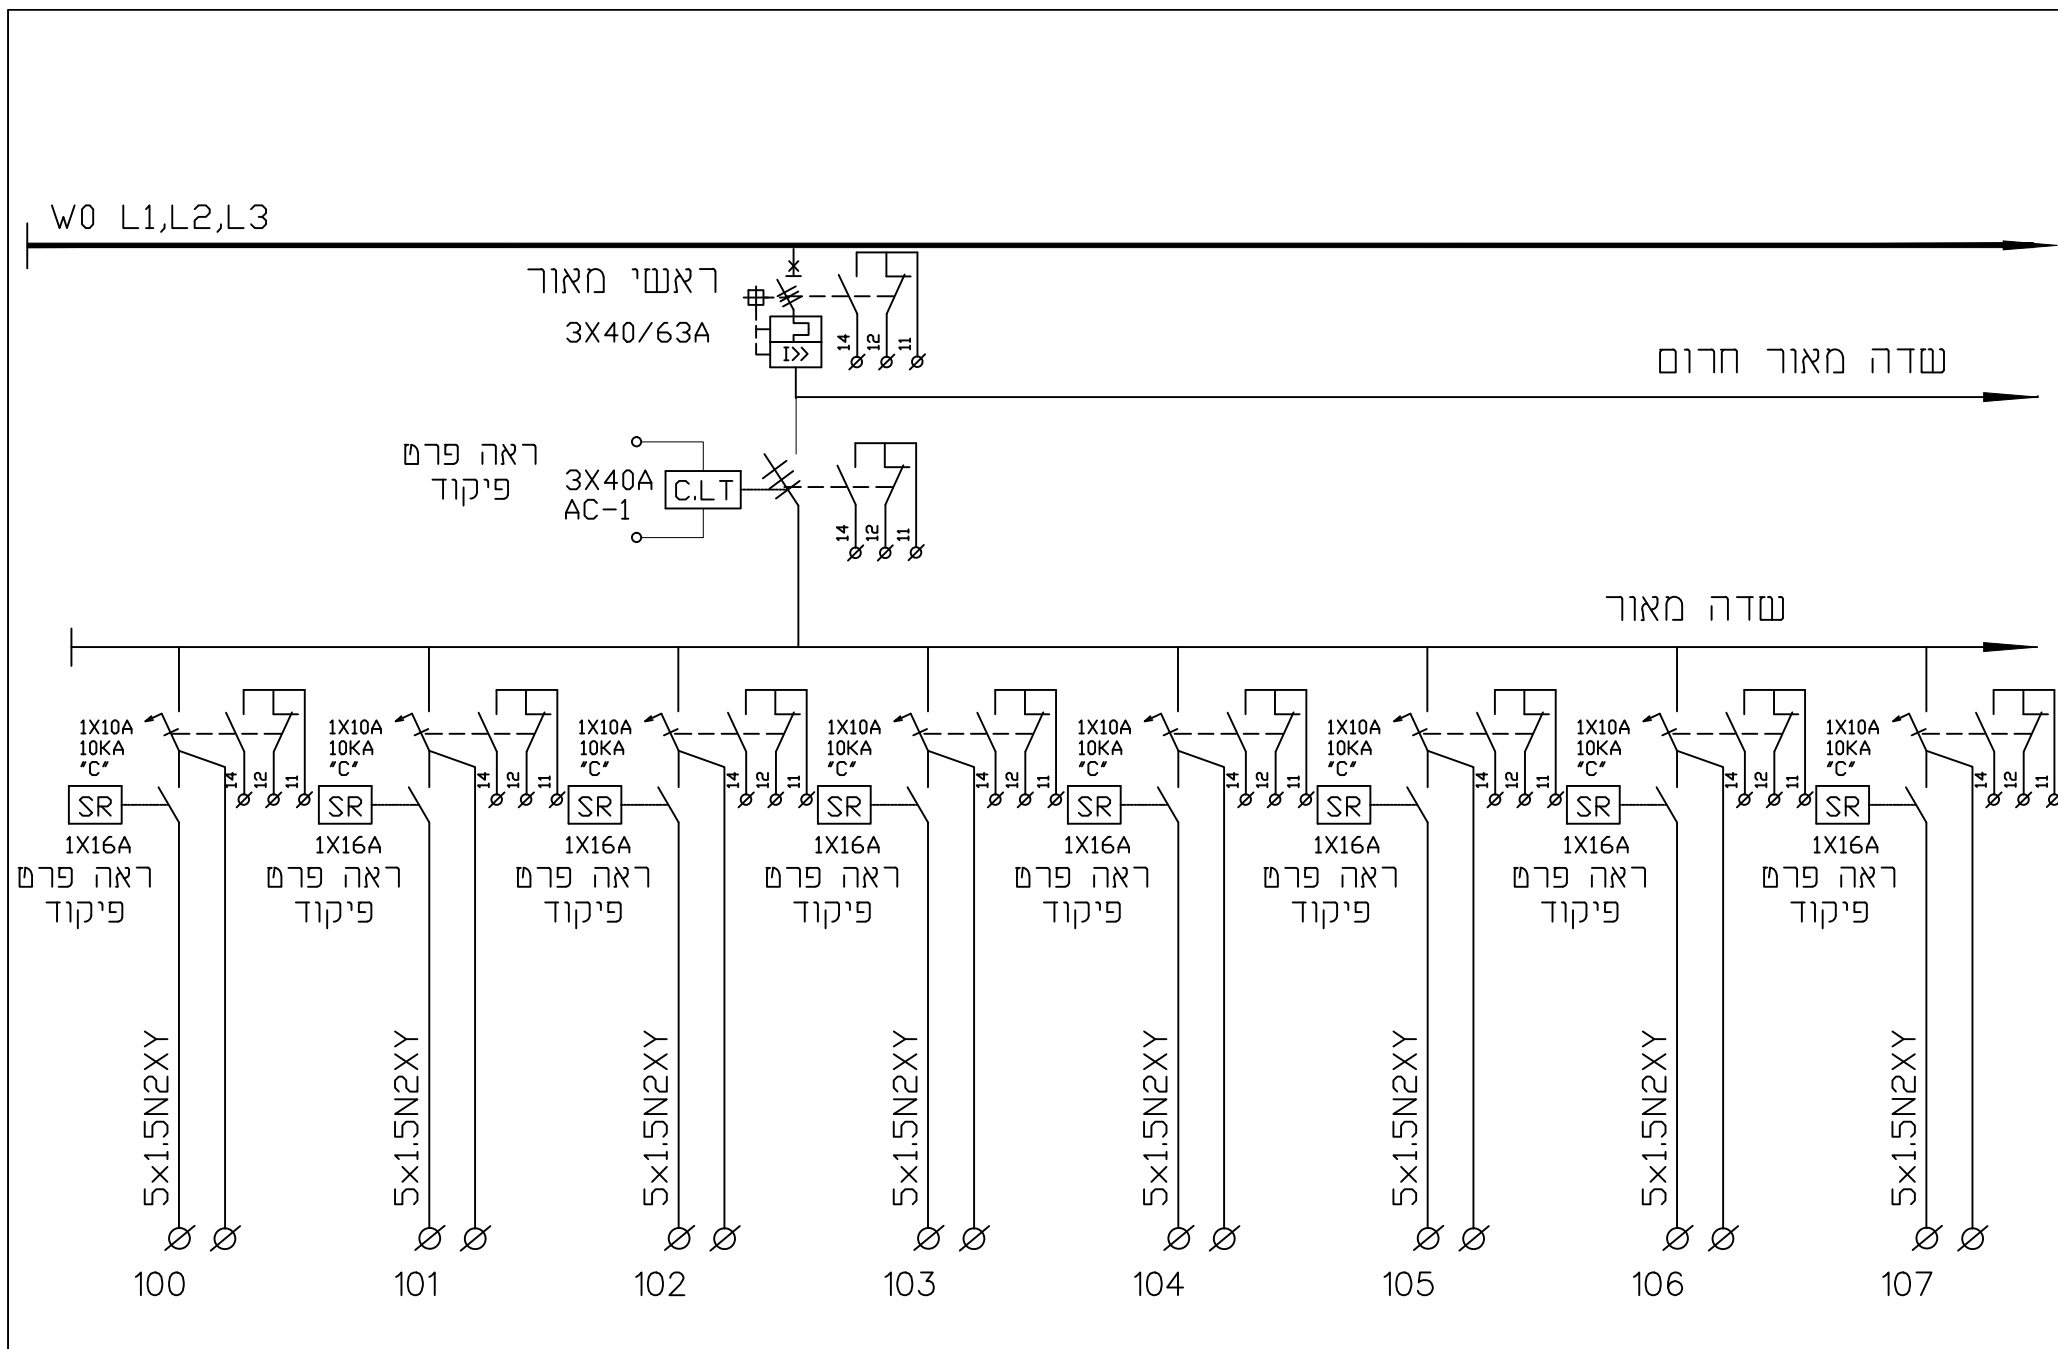 W0 L1,L2,L3
ראשי מאור
3X40/63A
I>>
14 12 11
שדה מאור חרום
ראה פרט
פיקוד
3X40A
AC-1
C.LT
14 12 11
שדה מאור
1X10A
10KA
"C"
14 12 11
SR
1X16A
ראה פרט
פיקוד
5x1.5N2XY
100
1X10A
10KA
"C"
14 12 11
SR
1X16A
ראה פרט
פיקוד
5x1.5N2XY
101
1X10A
10KA
"C"
14 12 11
SR
1X16A
ראה פרט
פיקוד
5x1.5N2XY
102
1X10A
10KA
"C"
14 12 11
SR
1X16A
ראה פרט
פיקוד
5x1.5N2XY
103
1X10A
10KA
"C"
14 12 11
SR
1X16A
ראה פרט
פיקוד
5x1.5N2XY
104
1X10A
10KA
"C"
14 12 11
SR
1X16A
ראה פרט
פיקוד
5x1.5N2XY
105
1X10A
10KA
"C"
14 12 11
SR
1X16A
ראה פרט
פיקוד
5x1.5N2XY
106
1X10A
10KA
"C"
14 12 11
SR
1X16A
ראה פרט
פיקוד
5x1.5N2XY
107